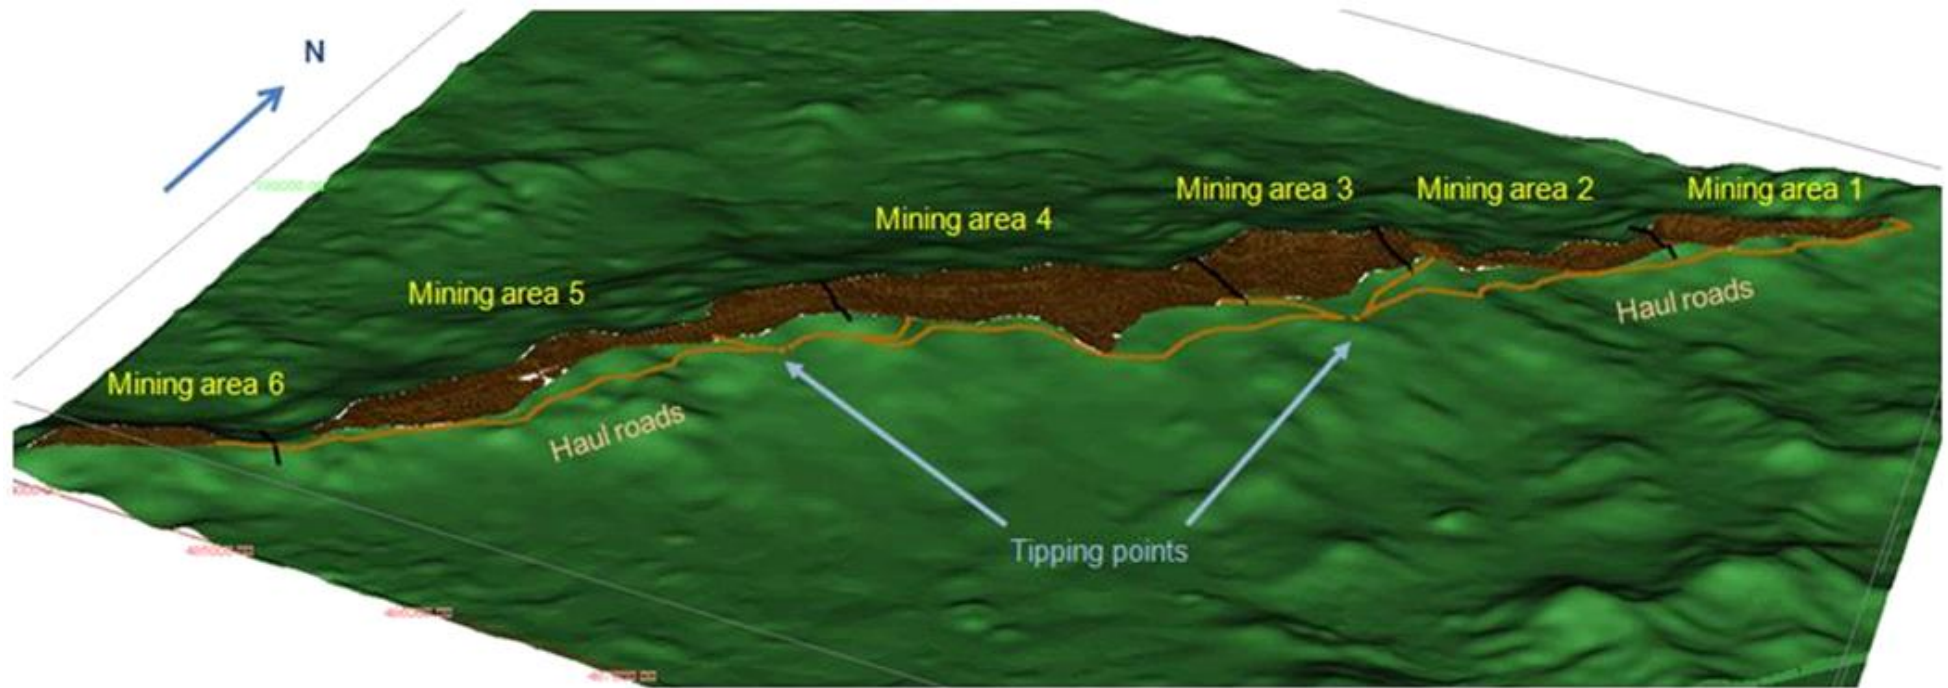 N
Mining area 3
Mining area 2
Mining area 1
Mining area 4
Mining area 5
Haul roads
Mining area 6
Haul roads
Tipping points